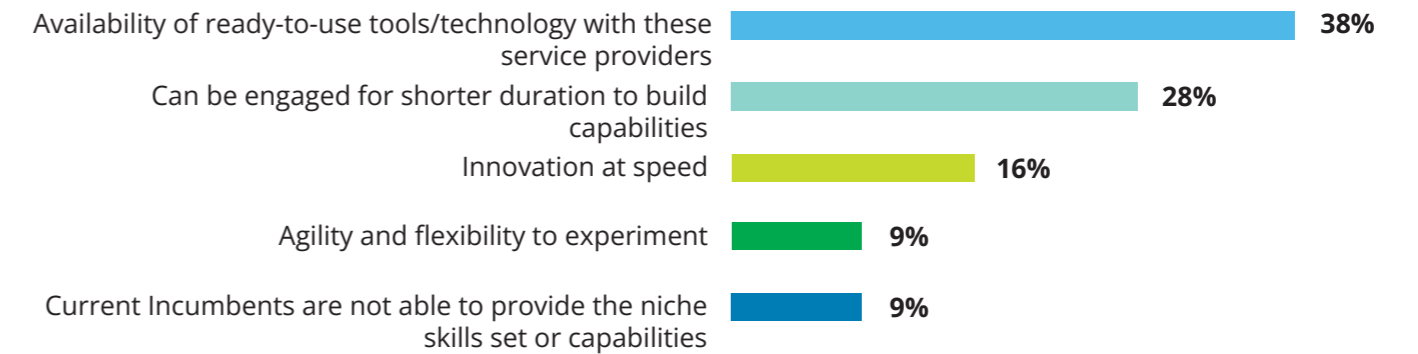 Availability of ready-to-use tools/technology with these 38%
service providers
Can be engaged for shorter duration to build 28%
capabilities
Innovation at speed 16%
Agility and flexibility to experiment 9%
Current Incumbents are not able to provide the niche 9%
skills set or capabilities